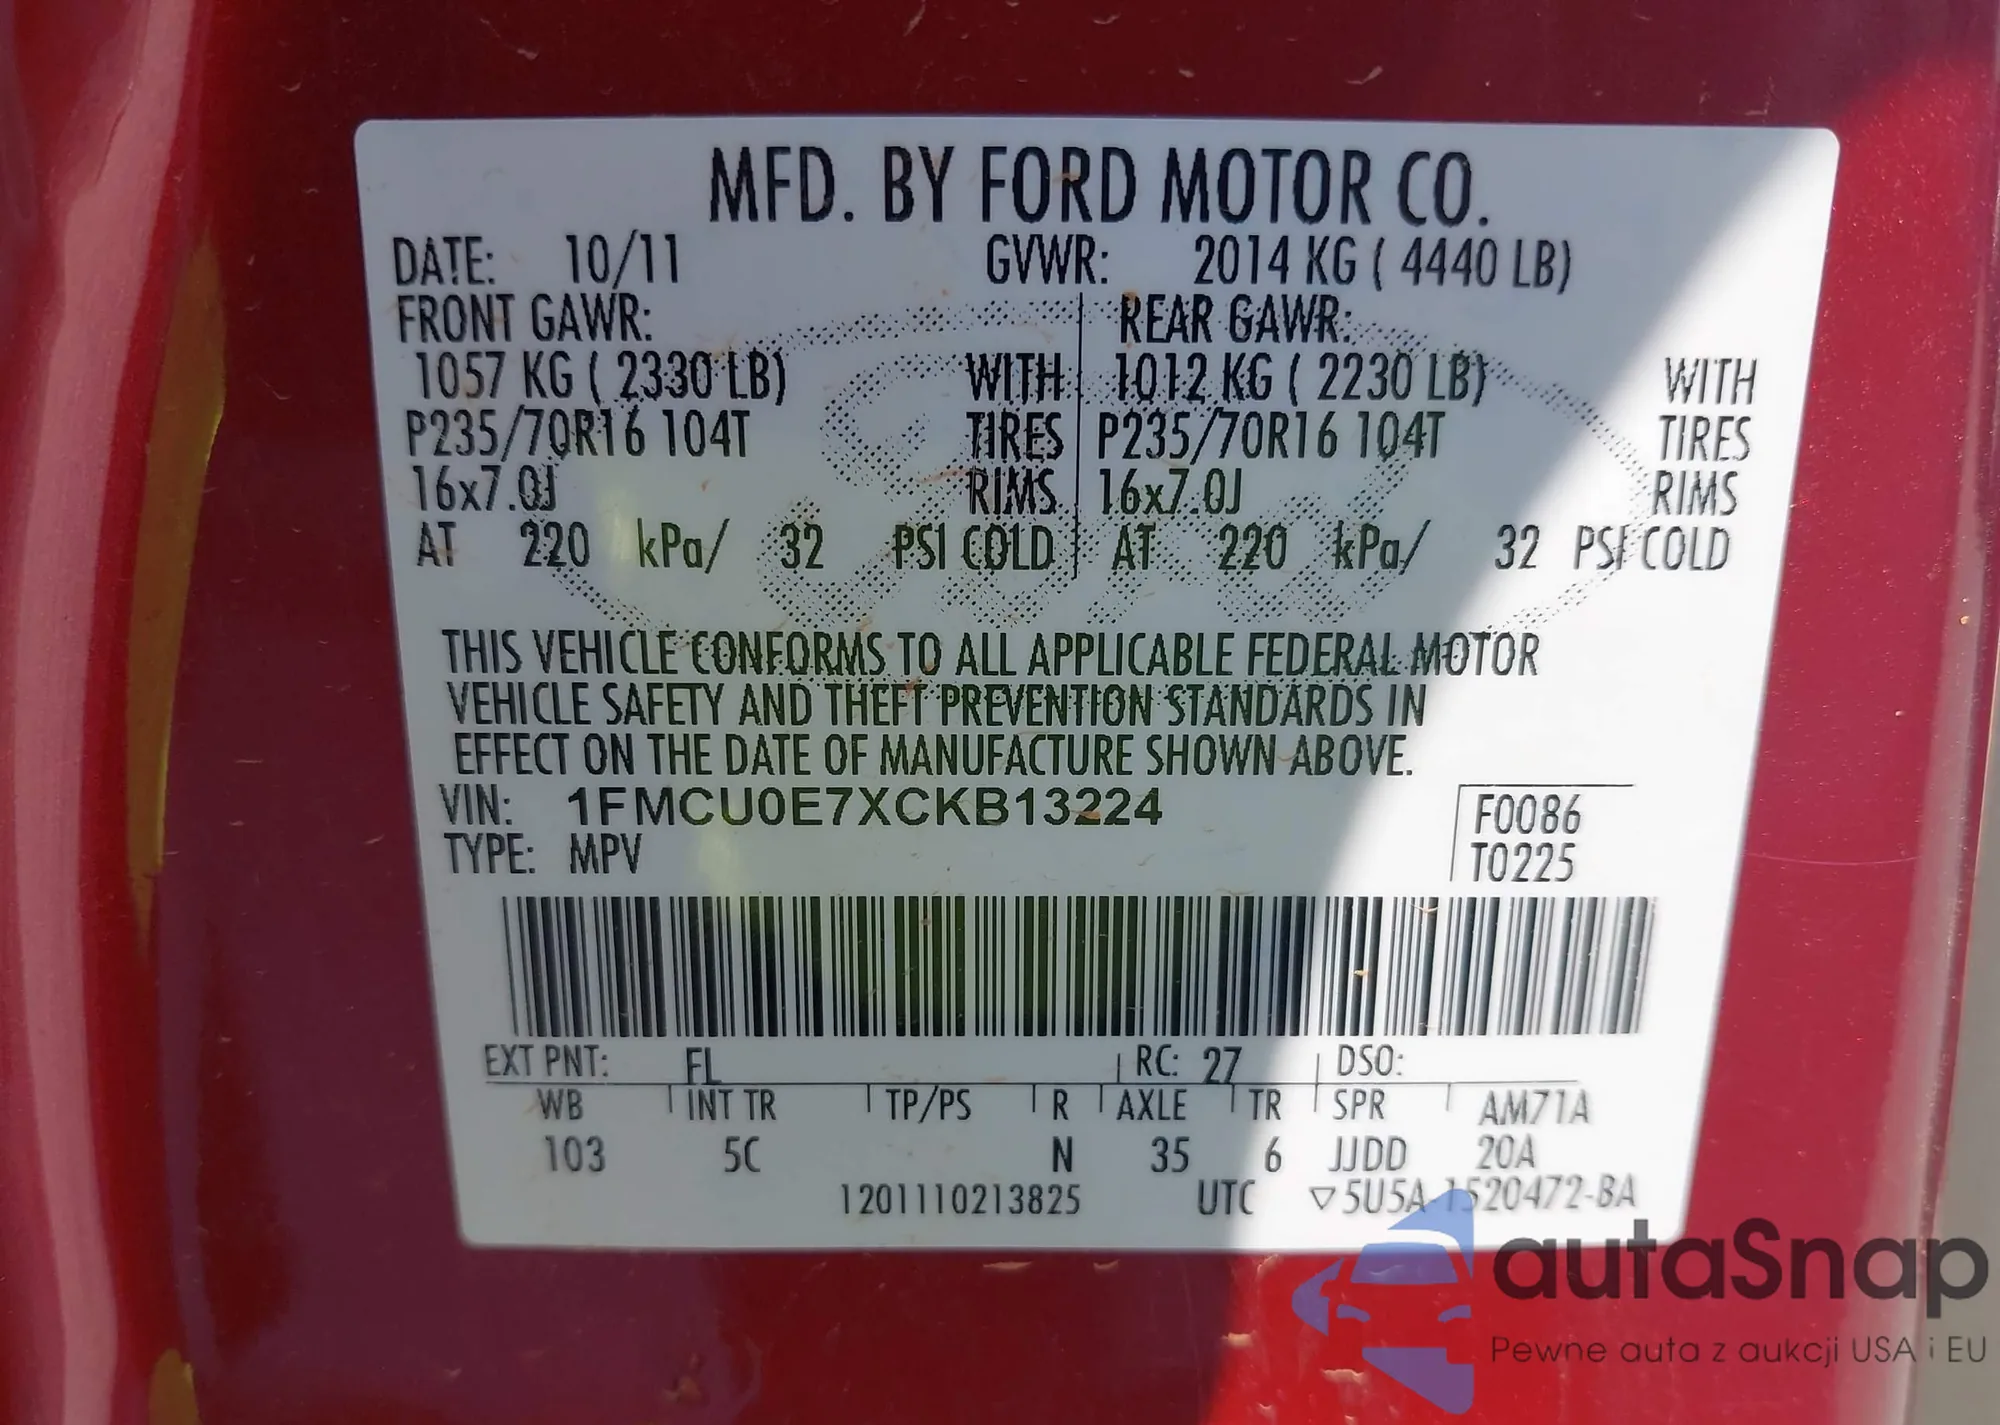 MFD. BY FORD MOTOR CO.
DATE: 10/11 GVWR: 2014 KG ( 4440 LB)
FRONT GAWR: REAR GAWR:
1057 KG ( 2330 LB) WITH 1012 KG ( 2230 LB) WITH
P235/70R16 104T TIRES P235/70R16 104T TIRES
16x7.0J RIMS 16x7.0J RIMS
AT 220 kPa/ 32 PSI COLD AT 220 kPa/ 32 PSI COLD
THIS VEHICLE CONFORMS TO ALL APPLICABLE FEDERAL MOTOR
VEHICLE SAFETY AND THEFT PREVENTION STANDARDS IN
EFFECT ON THE DATE OF MANUFACTURE SHOWN ABOVE.
VIN: 1FMCU0E7XCKB13224 F0086
TYPE: MPV T0225
EXT PNT: FL RC: 27 DSO:
WB INT TR TP/PS R AXLE TR SPR AM71A
103 5C N 35 6 JJDD 20A
1201110213825 UTC ▽5U5A-1520472-BA
autaSnap
Pewne auta z aukcji USA i EU